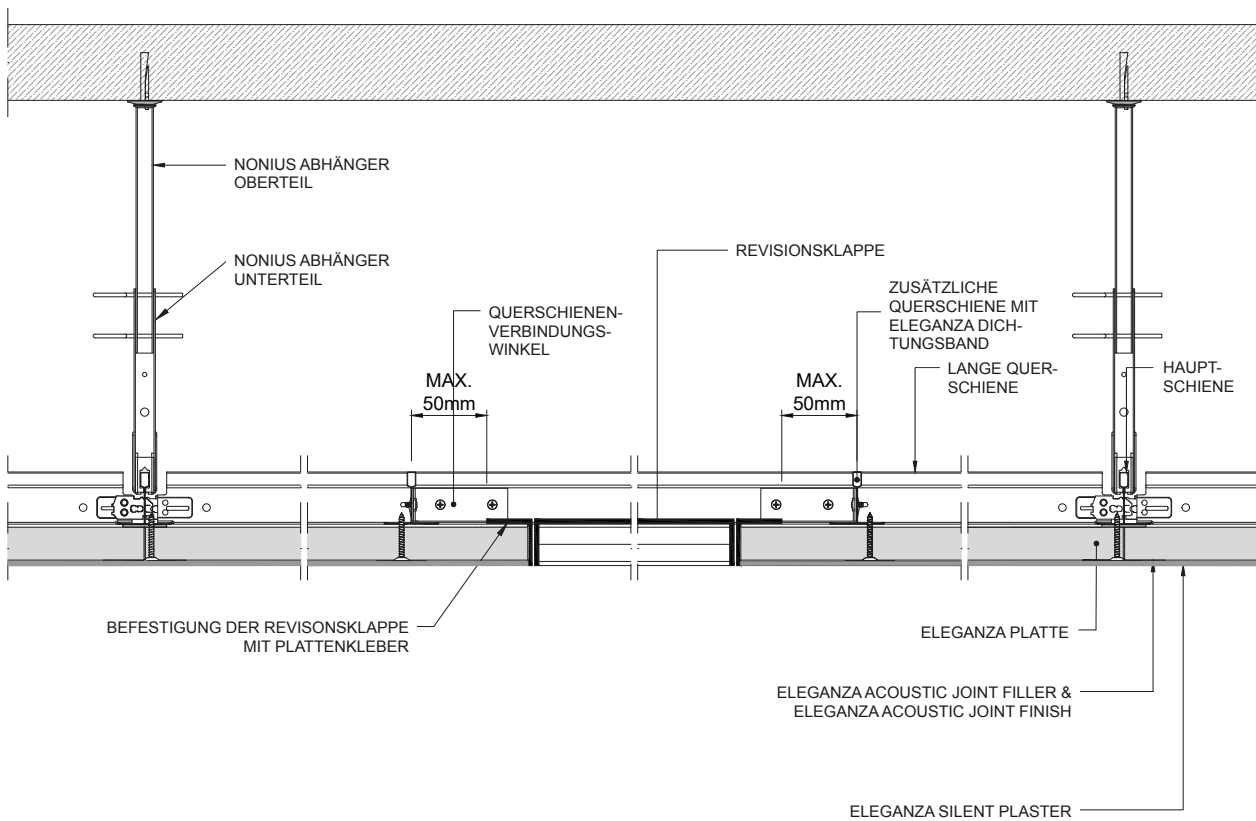 NONIUS ABHÄNGER
OBERTEIL
NONIUS ABHÄNGER
UNTERTEIL
REVISIONSKLAPPE
QUERSCHIENEN-
VERBINDUNGS-
WINKEL
ZUSÄTZLICHE
QUERSCHIENE MIT
ELEGANZA DICH-
TUNGSBAND
LANGE QUER-
SCHIENE
HAUPT-
SCHIENE
MAX.
50mm
MAX.
50mm
BEFESTIGUNG DER REVISONSKLAPPE
MIT PLATTENKLEBER
ELEGANZA PLATTE
ELEGANZA ACOUSTIC JOINT FILLER &
ELEGANZA ACOUSTIC JOINT FINISH
ELEGANZA SILENT PLASTER